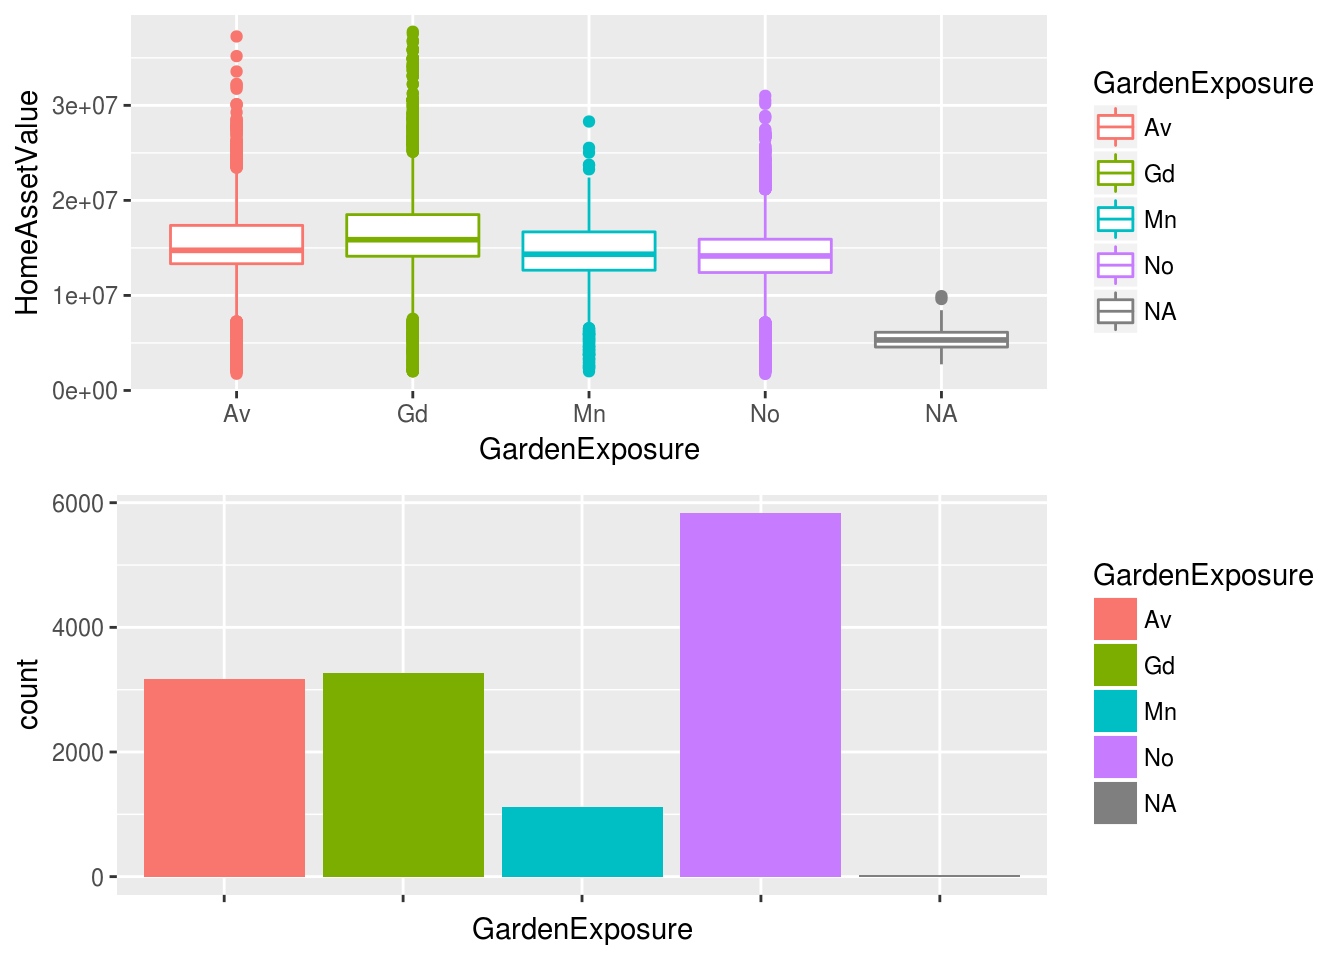 HomeAssetValue
3e+07
2e+07
1e+07
0e+00
Av
Gd
Mn
No
NA
GardenExposure
GardenExposure
Av
Gd
Mn
No
NA
count
6000
4000
2000
0
GardenExposure
GardenExposure
Av
Gd
Mn
No
NA